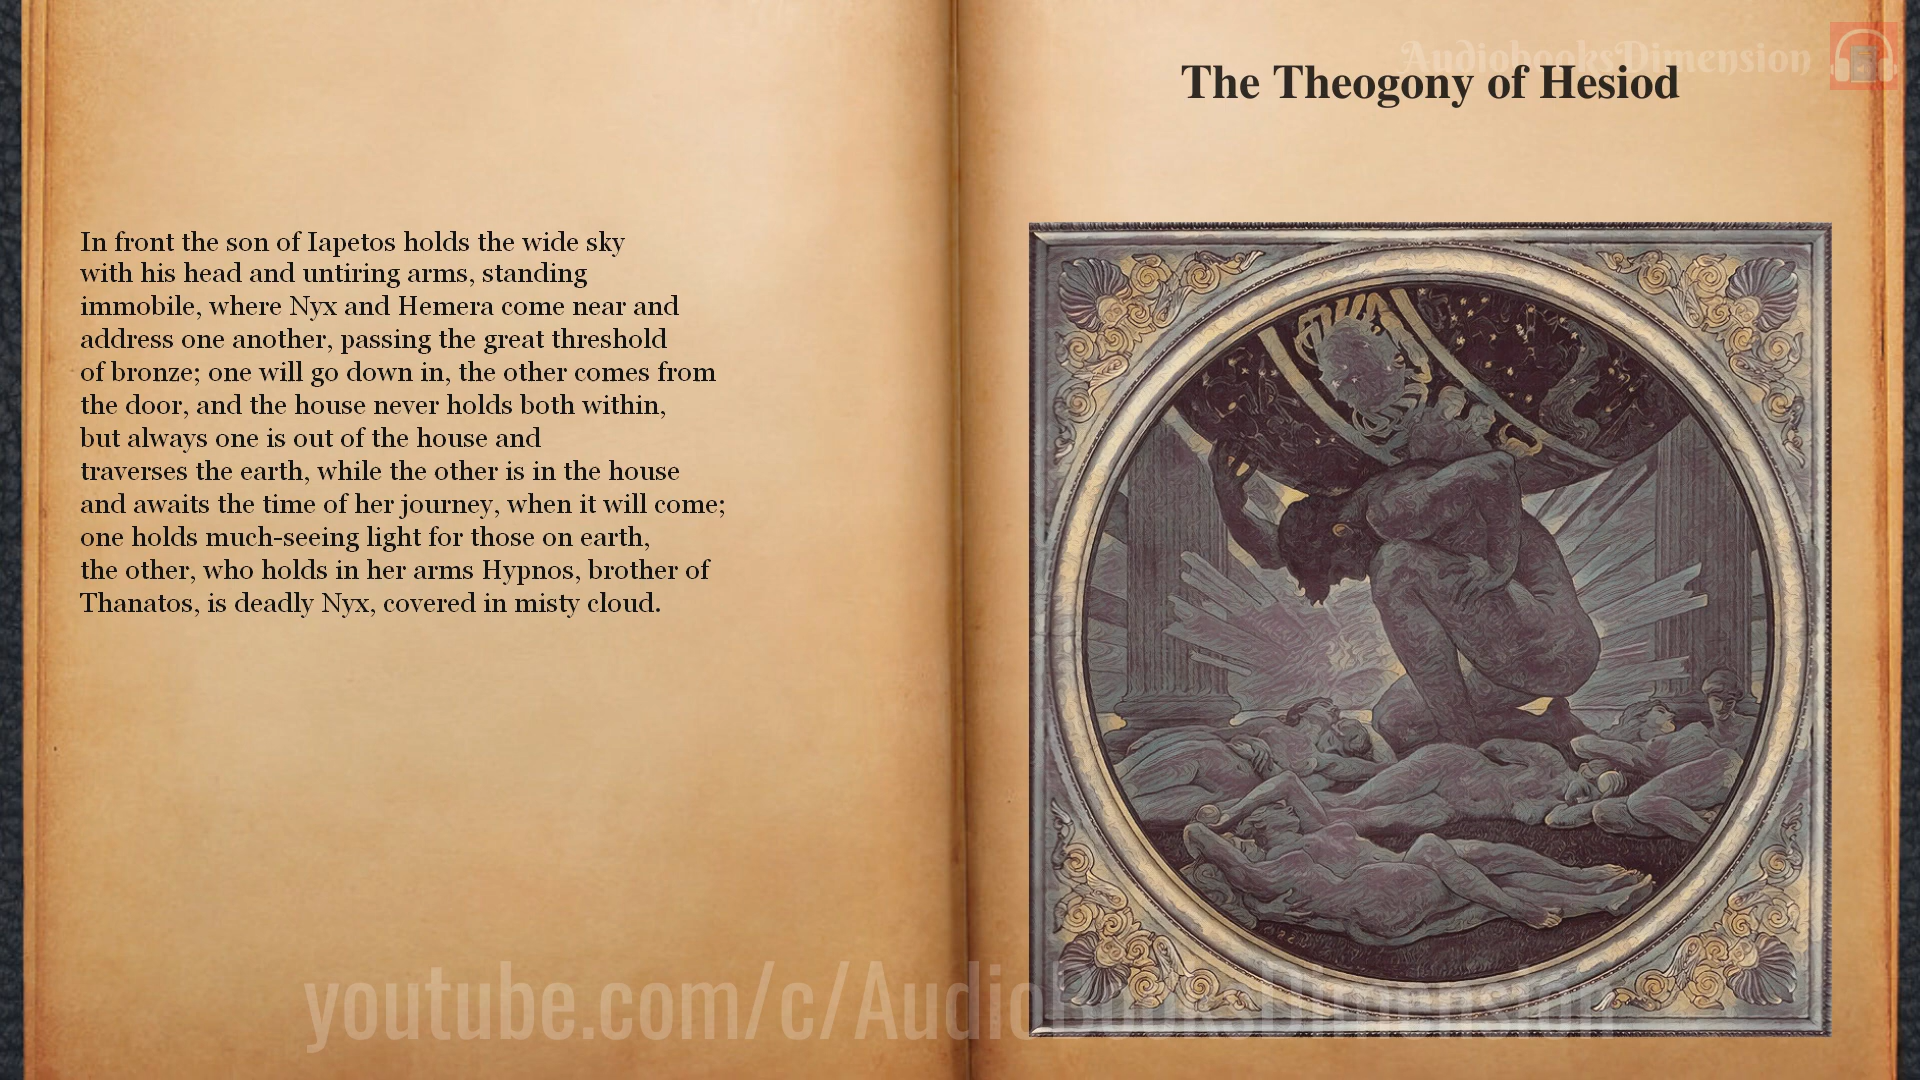 In front the son of Iapetos holds the wide sky
with his head and untiring arms, standing
immobile, where Nyx and Hemera come near and
address one another, passing the great threshold
of bronze; one will go down in, the other comes from
the door, and the house never holds both within,
but always one is out of the house and
traverses the earth, while the other is in the house
and awaits the time of her journey, when it will come;
one holds much-seeing light for those on earth,
the other, who holds in her arms Hypnos, brother of
Thanatos, is deadly Nyx, covered in misty cloud.
AudiobooksDimension
The Theogony of Hesiod
youtube.com/c/AudioBooksDimension